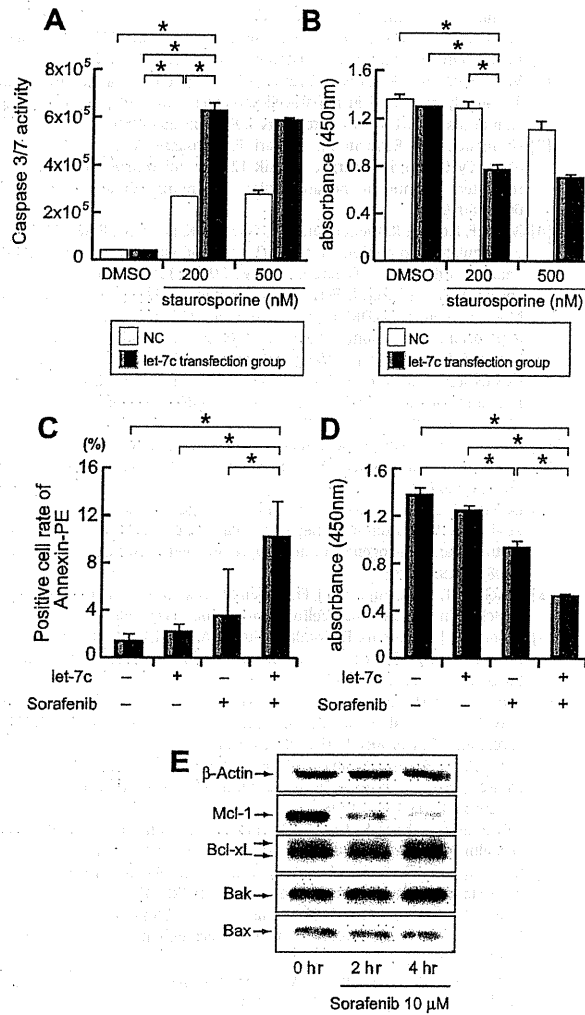 A
*
*
*
* *
Caspase 3/7 activity
8x10⁵
6x10⁵
4x10⁵
2x10⁵
0
DMSO 200 500
staurosporine (nM)
NC
let-7c transfection group
B
*
*
*
absorbance (450nm)
1.6
1.2
0.8
0.4
0
DMSO 200 500
staurosporine (nM)
NC
let-7c transfection group
C
(%)
*
*
*
Positive cell rate of
Annexin-PE
16
12
8
4
0
let-7c − + − +
Sorafenib − − + +
D
*
*
* *
absorbance (450nm)
1.6
1.2
0.8
0.4
0
− + − +
− − + +
E
β-Actin
Mcl-1
Bcl-xL
Bak
Bax
0 hr 2 hr 4 hr
Sorafenib 10 μM